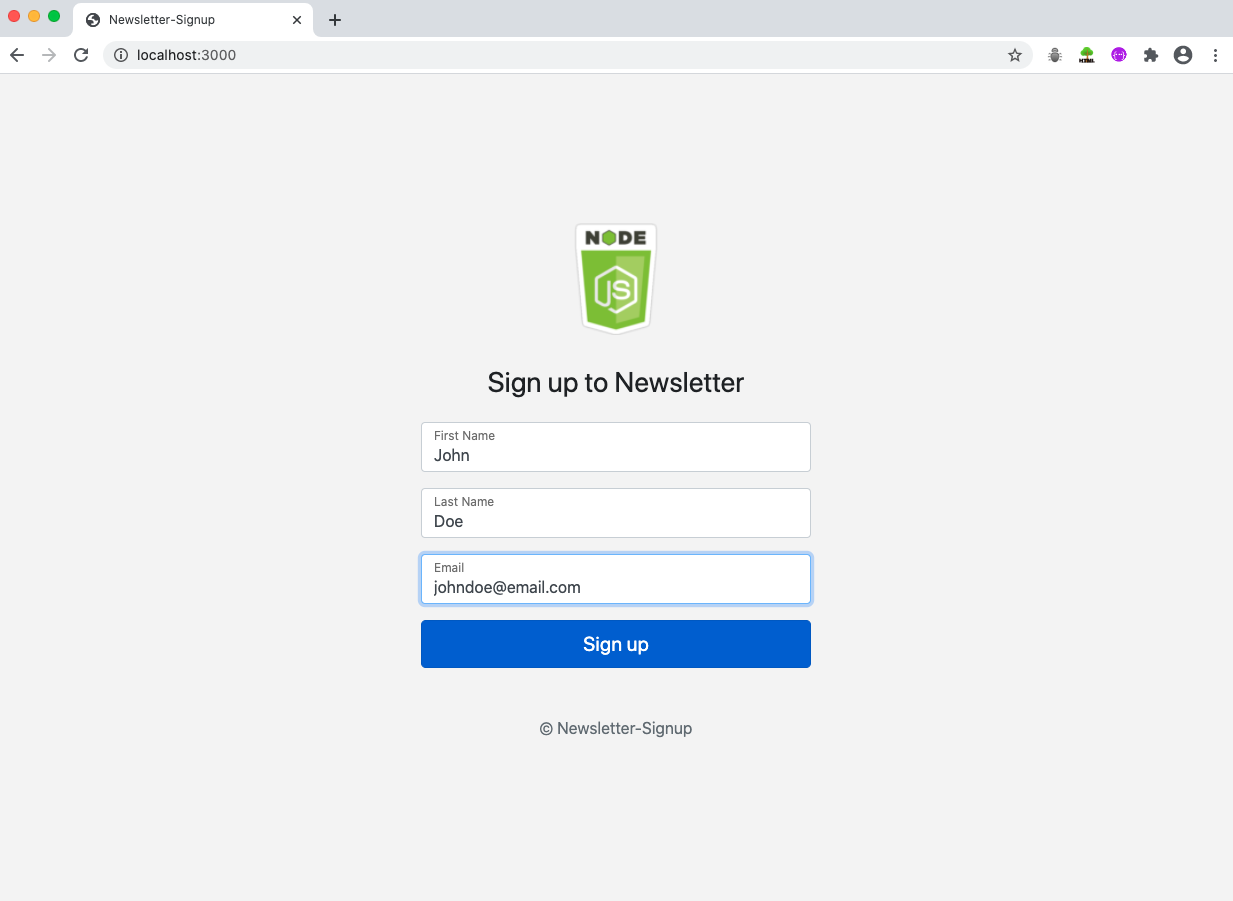 Newsletter-Signup
localhost:3000
HTML
NODE
JS
Sign up to Newsletter
First Name
John
Last Name
Doe
Email
johndoe@email.com
Sign up
© Newsletter-Signup